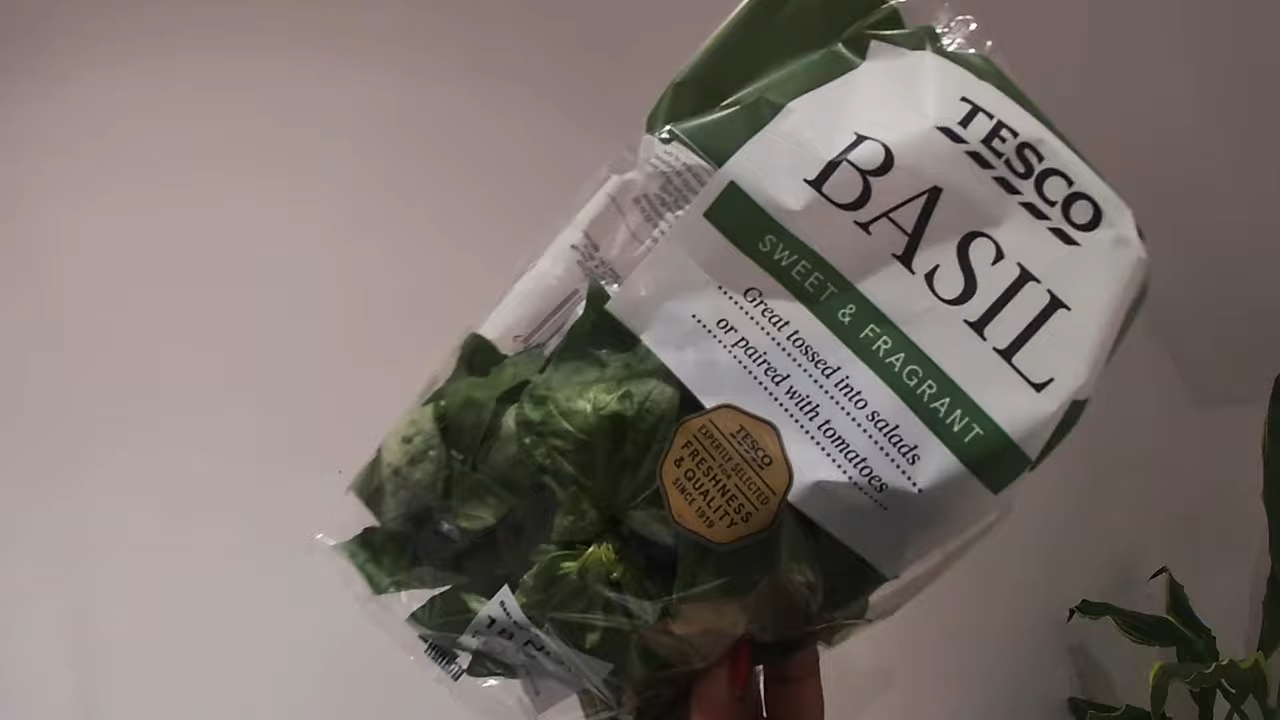 TESCO
BASIL
SWEET & FRAGRANT
Great tossed into salads
or paired with tomatoes
TESCO
EXPERTLY SELECTED
FOR
FRESHNESS
& QUALITY
SINCE 1919